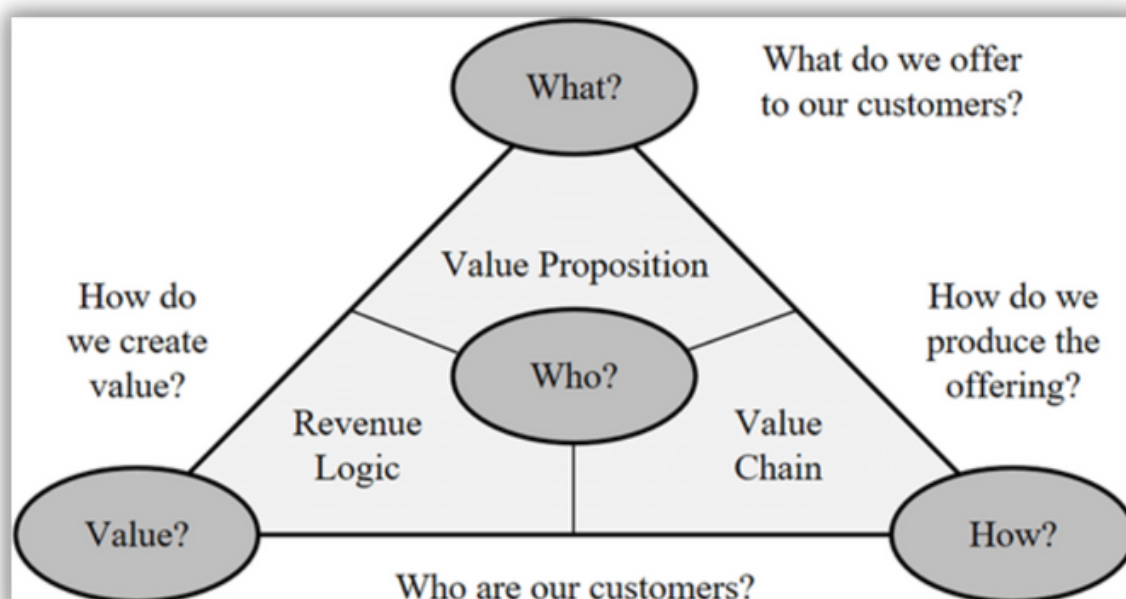 What?
What do we offer
to our customers?
Value Proposition
How do
we create
value?
How do we
produce the
offering?
Who?
Revenue
Logic
Value
Chain
Value?
How?
Who are our customers?